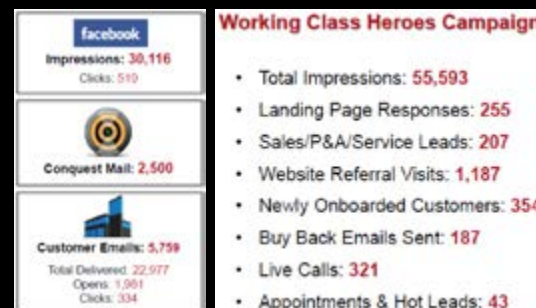 facebook
Impressions: 30,116
Clicks: 519
Conquest Mail: 2,500
Customer Emails: 5,759
Total Delivered: 22,977
Opens: 1,961
Clicks: 334
Working Class Heroes Campaign
• Total Impressions: 55,593
• Landing Page Responses: 255
• Sales/P&A/Service Leads: 207
• Website Referral Visits: 1,187
• Newly Onboarded Customers: 354
• Buy Back Emails Sent: 187
• Live Calls: 321
• Appointments & Hot Leads: 43